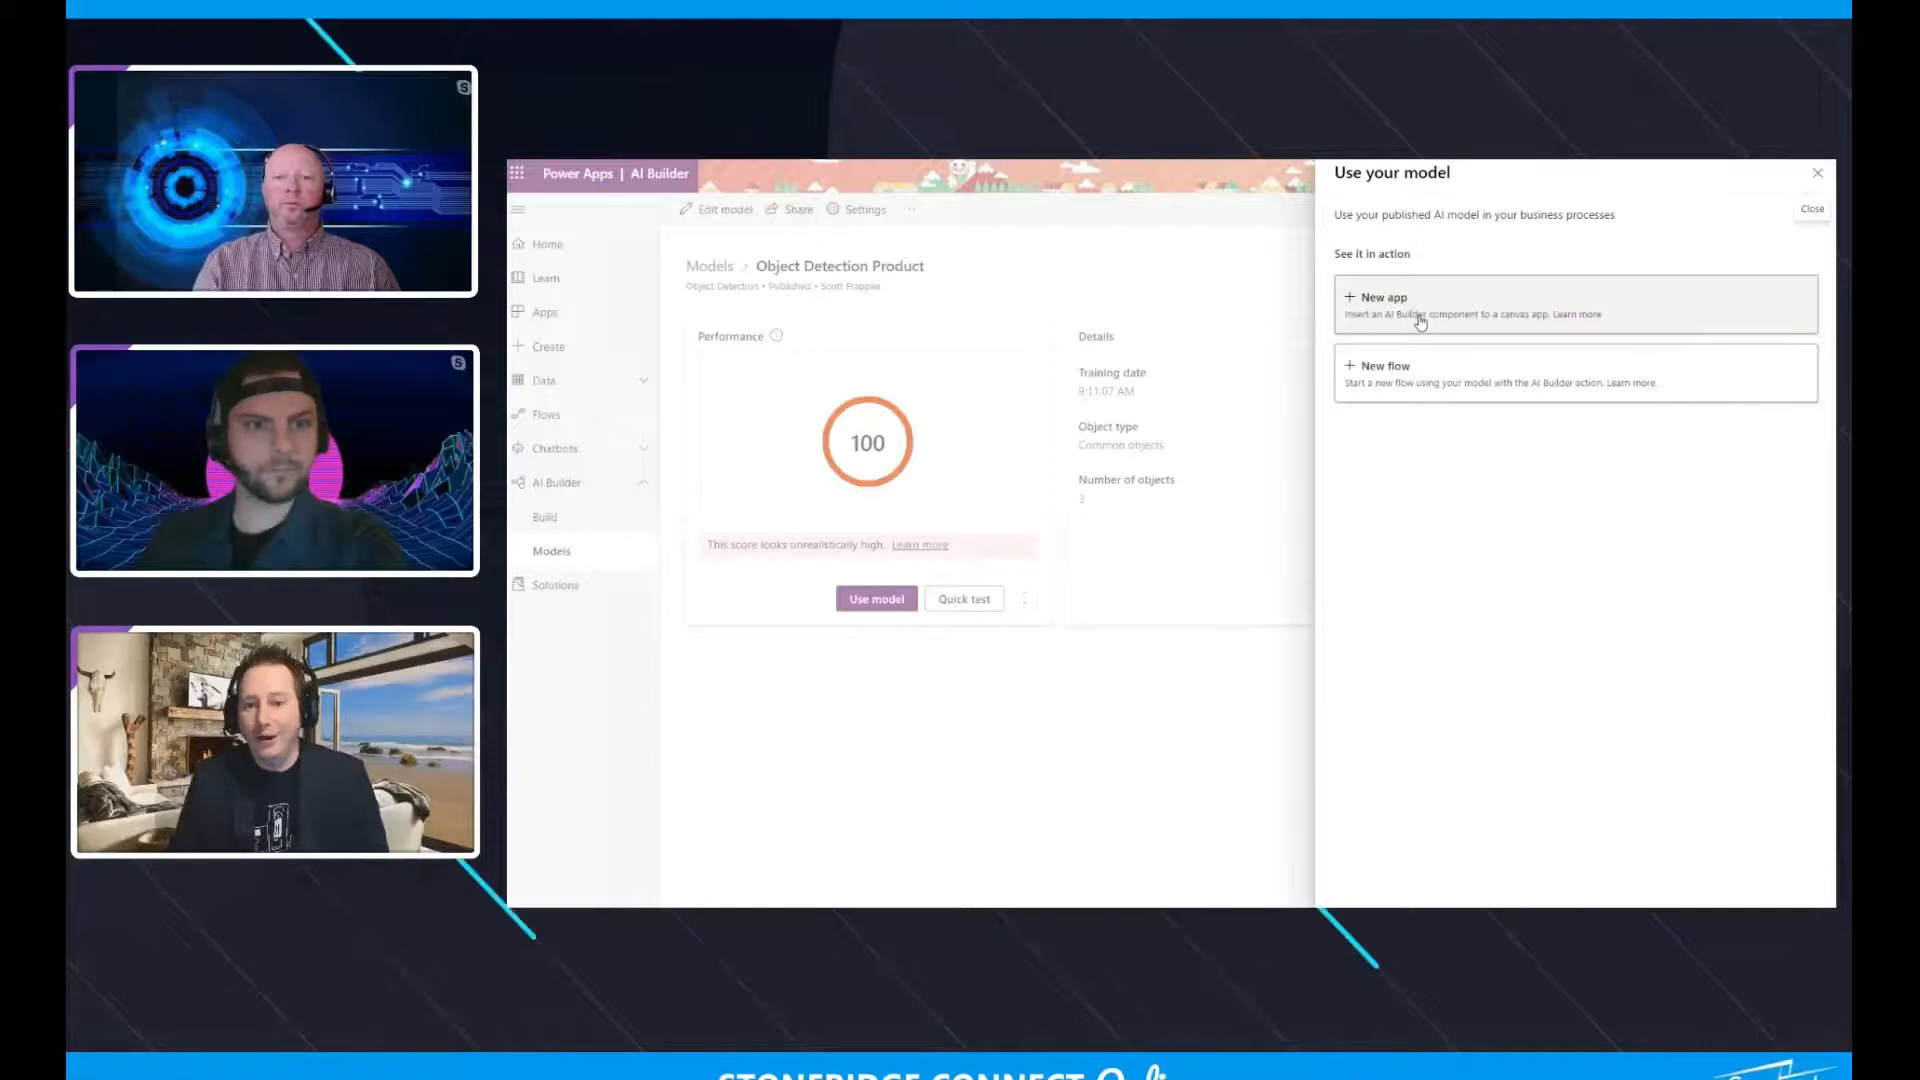 Power Apps | AI Builder
Edit model
Share
Settings
Home
Learn
Apps
Create
Data
Flows
Chatbots
AI Builder
Build
Models
Solutions
Models > Object Detection Product
Object Detection • Published • Scott Frappier
Performance
100
This score looks unrealistically high. Learn more
Use model
Quick test
Details
Training date
9:11:07 AM
Object type
Common objects
Number of objects
3
Use your model
Close
Use your published AI model in your business processes
See it in action
New app
Insert an AI Builder component to a canvas app. Learn more
New flow
Start a new flow using your model with the AI Builder action. Learn more.
STONERIDGE CONNECT